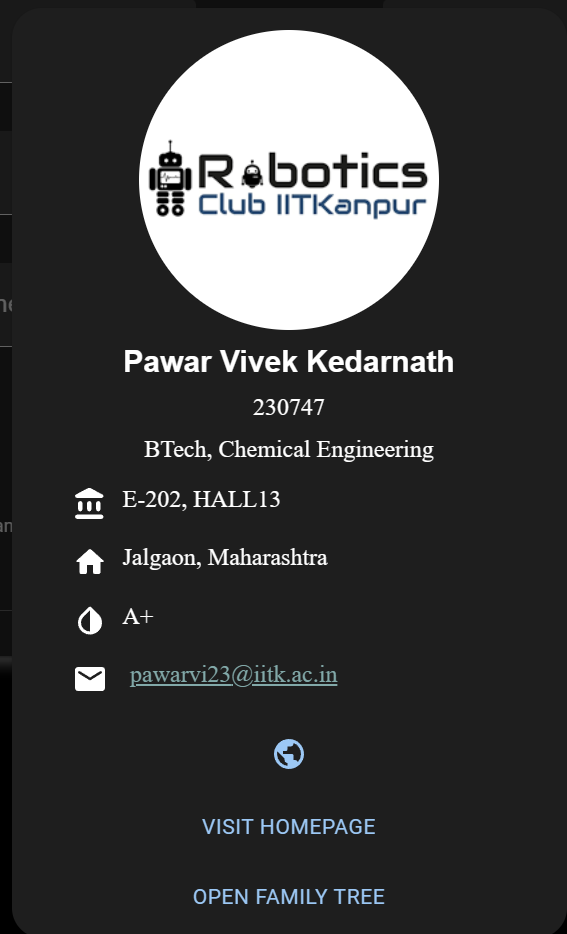 Robotics
Club IITKanpur
Pawar Vivek Kedarnath
230747
BTech, Chemical Engineering
E-202, HALL13
Jalgaon, Maharashtra
A+
pawarvi23@iitk.ac.in
VISIT HOMEPAGE
OPEN FAMILY TREE